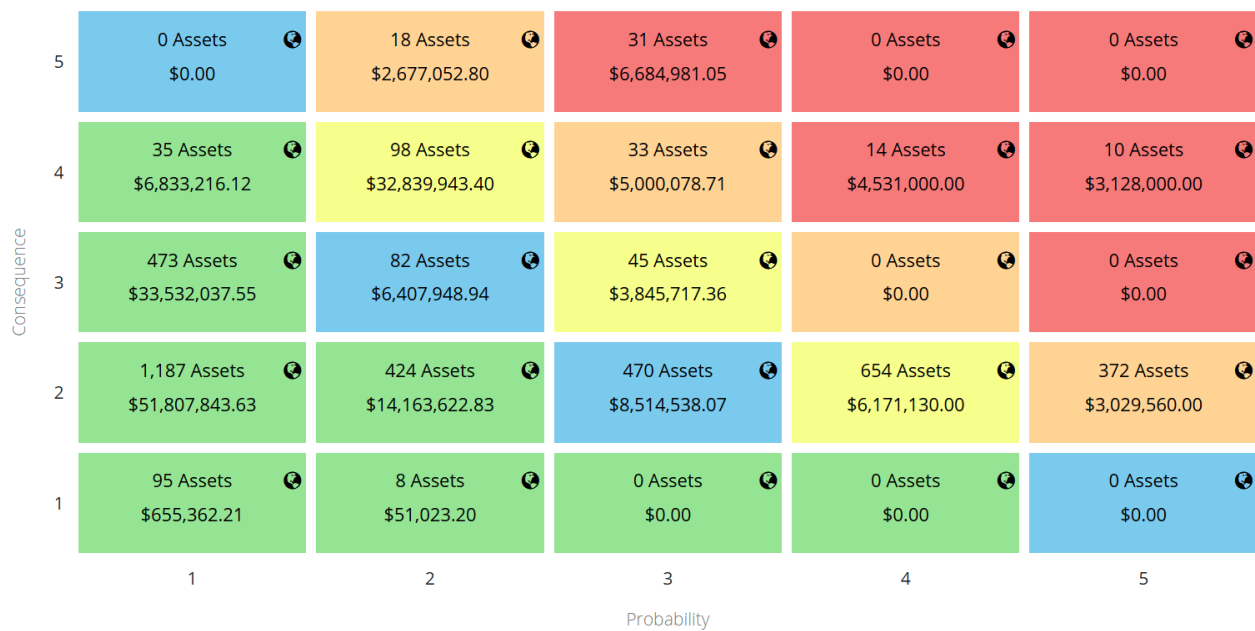 5
0 Assets
$0.00
18 Assets
$2,677,052.80
31 Assets
$6,684,981.05
0 Assets
$0.00
0 Assets
$0.00
4
35 Assets
$6,833,216.12
98 Assets
$32,839,943.40
33 Assets
$5,000,078.71
14 Assets
$4,531,000.00
10 Assets
$3,128,000.00
Consequence
3
473 Assets
$33,532,037.55
82 Assets
$6,407,948.94
45 Assets
$3,845,717.36
0 Assets
$0.00
0 Assets
$0.00
2
1,187 Assets
$51,807,843.63
424 Assets
$14,163,622.83
470 Assets
$8,514,538.07
654 Assets
$6,171,130.00
372 Assets
$3,029,560.00
1
95 Assets
$655,362.21
8 Assets
$51,023.20
0 Assets
$0.00
0 Assets
$0.00
0 Assets
$0.00
1
2
3
4
5
Probability